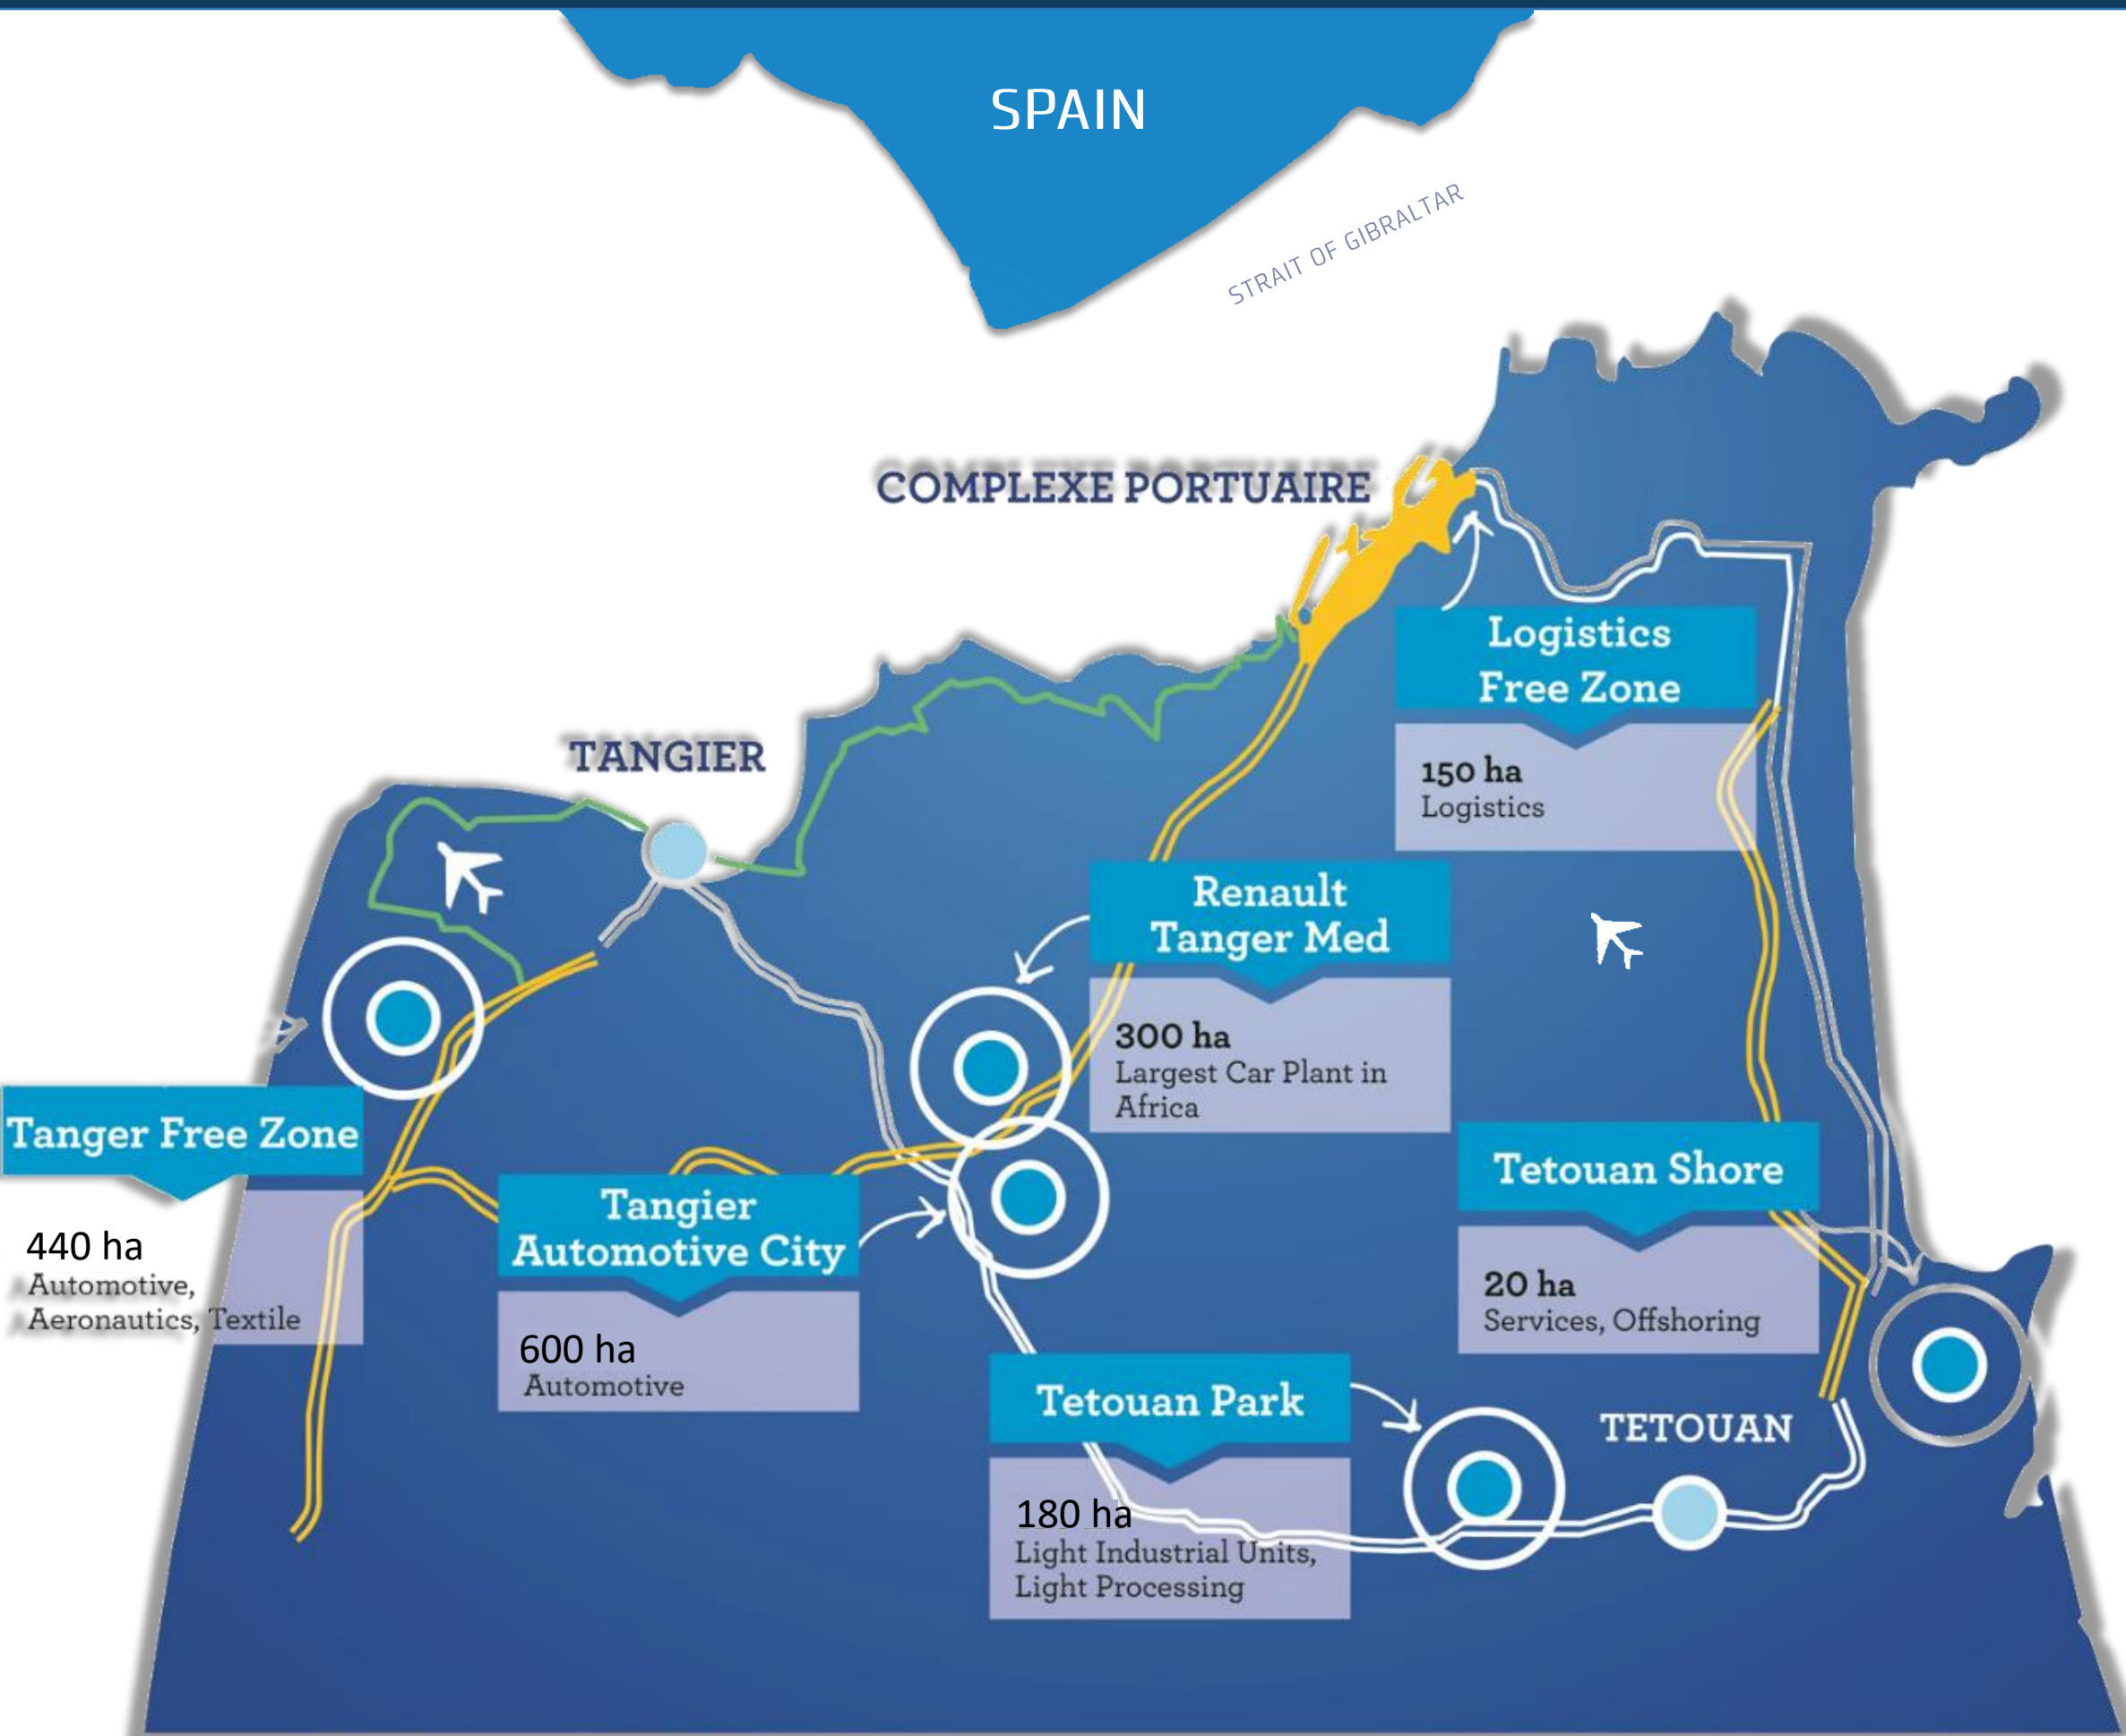 SPAIN
STRAIT OF GIBRALTAR
COMPLEXE PORTUAIRE
Logistics
Free Zone
150 ha
Logistics
TANGIER
Renault
Tanger Med
300 ha
Largest Car Plant in
Africa
Tanger Free Zone
440 ha
Automotive,
Aeronautics, Textile
Tangier
Automotive City
600 ha
Automotive
Tetouan Shore
20 ha
Services, Offshoring
Tetouan Park
180 ha
Light Industrial Units,
Light Processing
TETOUAN